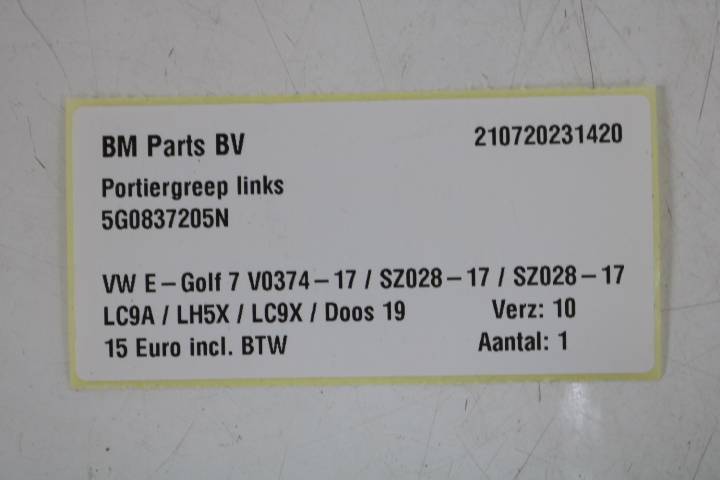 BM Parts BV 210720231420
Portiergreep links
5G0837205N
VW E-Golf 7 V0374-17 / SZ028-17 / SZ028-17
LC9A / LH5X / LC9X / Doos 19 Verz: 10
15 Euro incl. BTW Aantal: 1